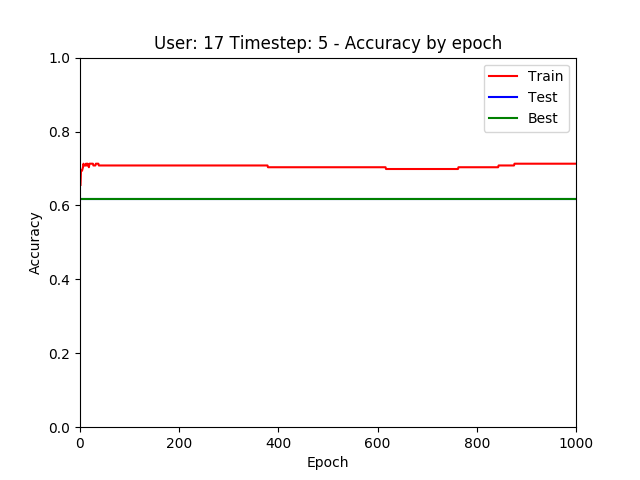 User: 17 Timestep: 5 - Accuracy by epoch
1.0
0.8
0.6
0.4
0.2
0.0
Accuracy
Train
Test
Best
0 200 400 600 800 1000
Epoch